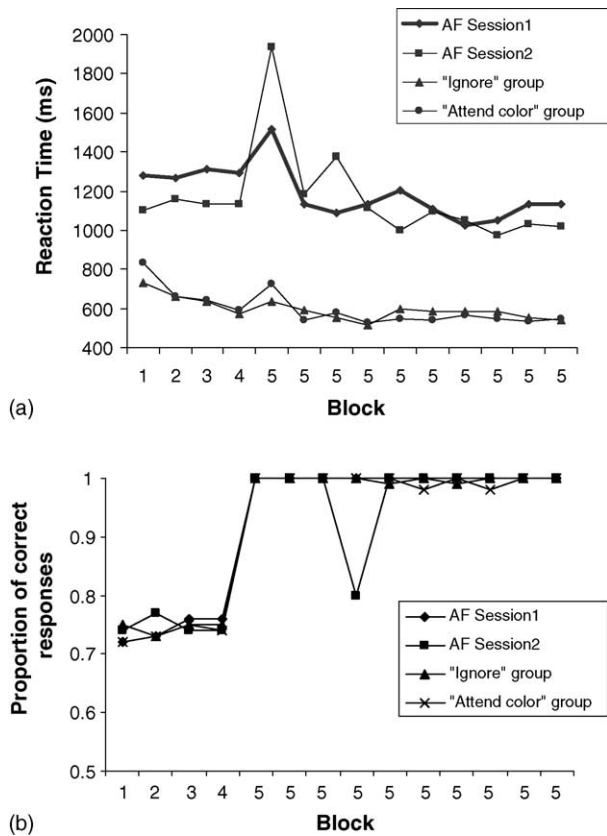 (a)
AF Session1
AF Session2
"Ignore" group
"Attend color" group
Reaction Time (ms)
2000
1800
1600
1400
1200
1000
800
600
400
1 2 3 4 5 5 5 5 5 5 5 5 5 5
Block
(b)
Proportion of correct
responses
1
0.9
0.8
0.7
0.6
0.5
AF Session1
AF Session2
"Ignore" group
"Attend color" group
1 2 3 4 5 5 5 5 5 5 5 5 5 5
Block